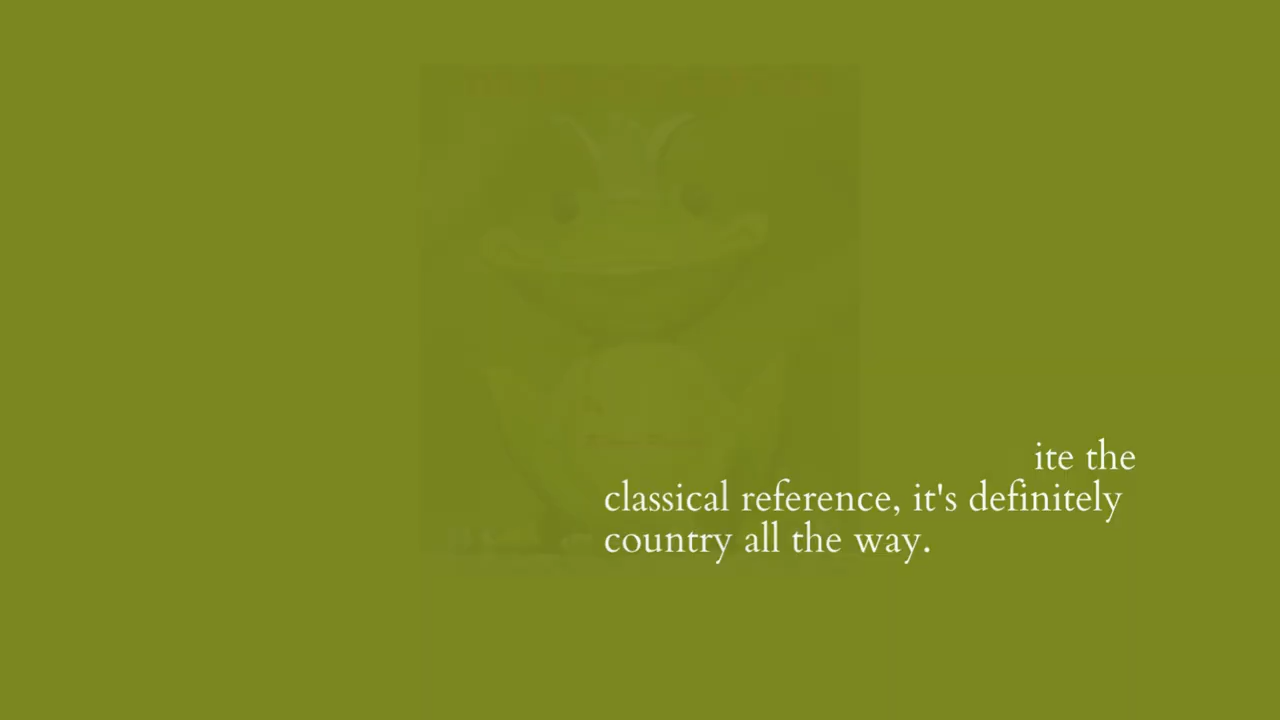 ite the
classical reference, it's definitely
country all the way.